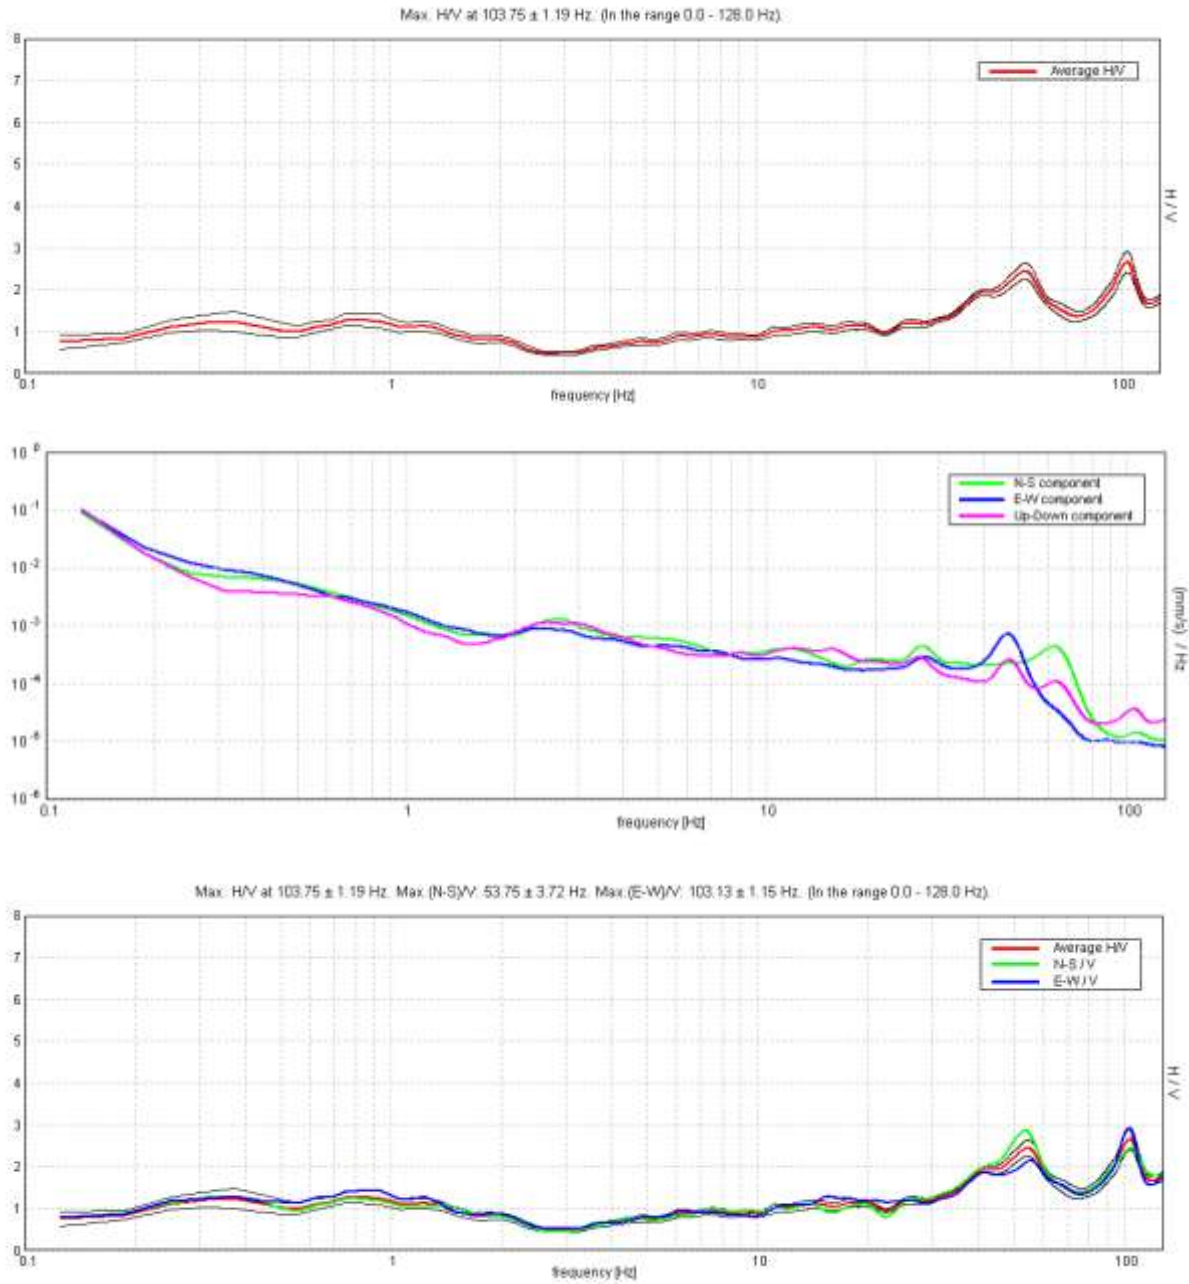 Max. H/V at 103.75 ± 1.19 Hz. (In the range 0.0 - 128.0 Hz).
8
7
6
5
4
3
2
1
0
Average H/V
H / V
0.1 1 10 100
frequency [Hz]
10 0
10 -1
10 -2
10 -3
10 -4
10 -5
10 -6
N-S component
E-W component
Up-Down component
(mm/s) / Hz
0.1 1 10 100
frequency [Hz]
Max. H/V at 103.75 ± 1.19 Hz. Max.(N-S)/V: 53.75 ± 3.72 Hz. Max.(E-W)/V: 103.13 ± 1.15 Hz. (In the range 0.0 - 128.0 Hz).
8
7
6
5
4
3
2
1
0
Average H/V
N-S / V
E-W / V
H / V
0.1 1 10 100
frequency [Hz]